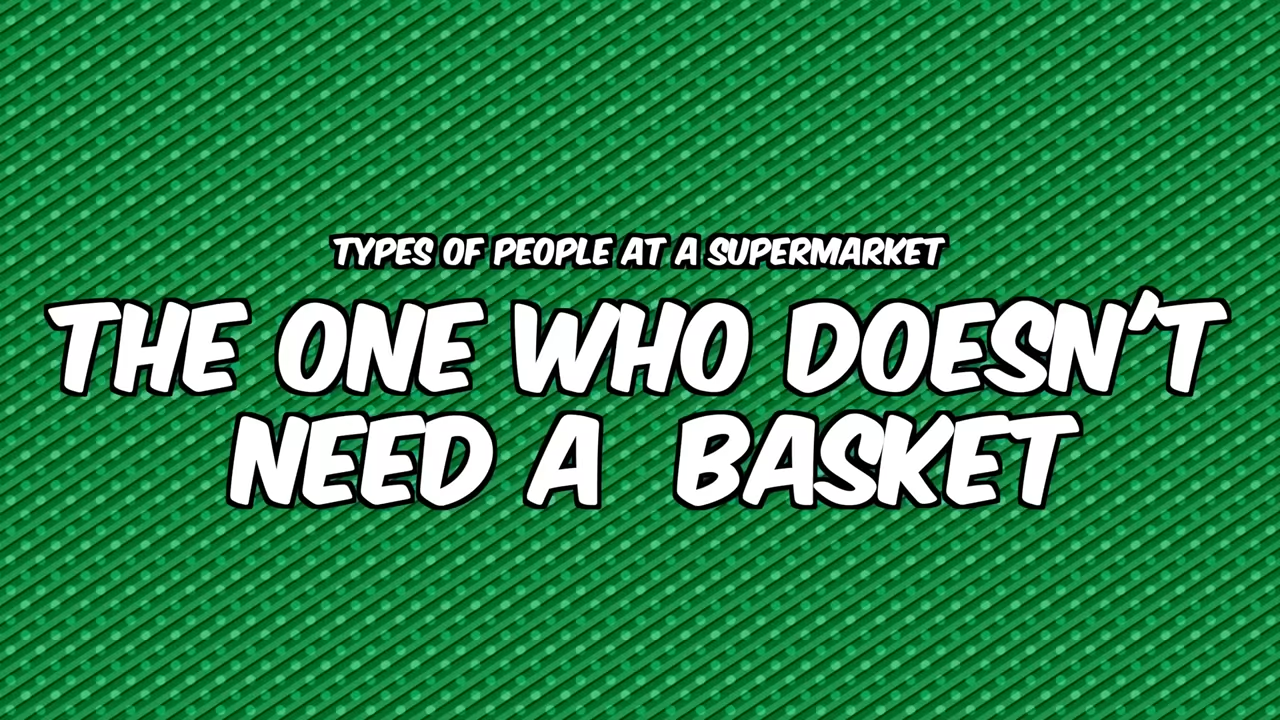 TYPES OF PEOPLE AT A SUPERMARKET
THE ONE WHO DOESN'T
NEED A BASKET